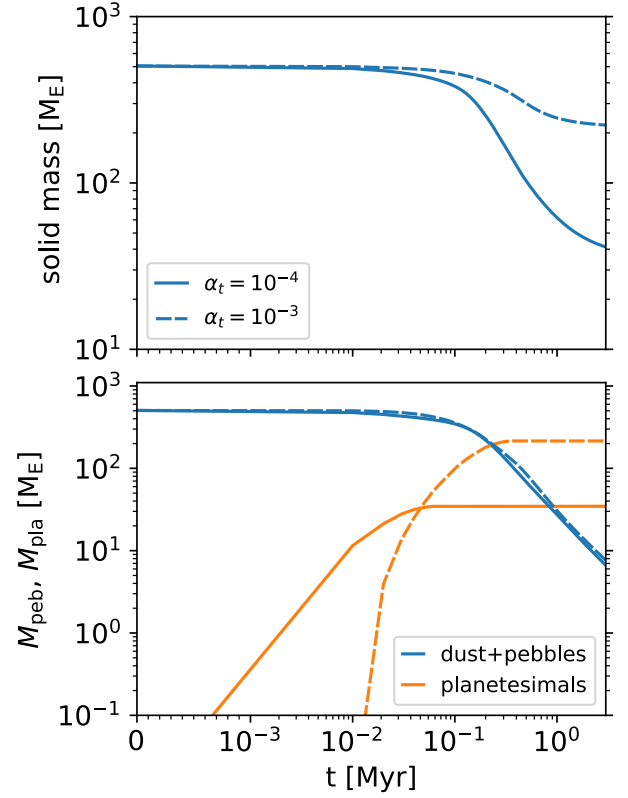 solid mass [M_E]
10³
10²
10¹
α_t = 10⁻⁴
α_t = 10⁻³
M_peb, M_pla [M_E]
10³
10²
10¹
10⁰
10⁻¹
dust+pebbles
planetesimals
0 10⁻³ 10⁻² 10⁻¹ 10⁰
t [Myr]